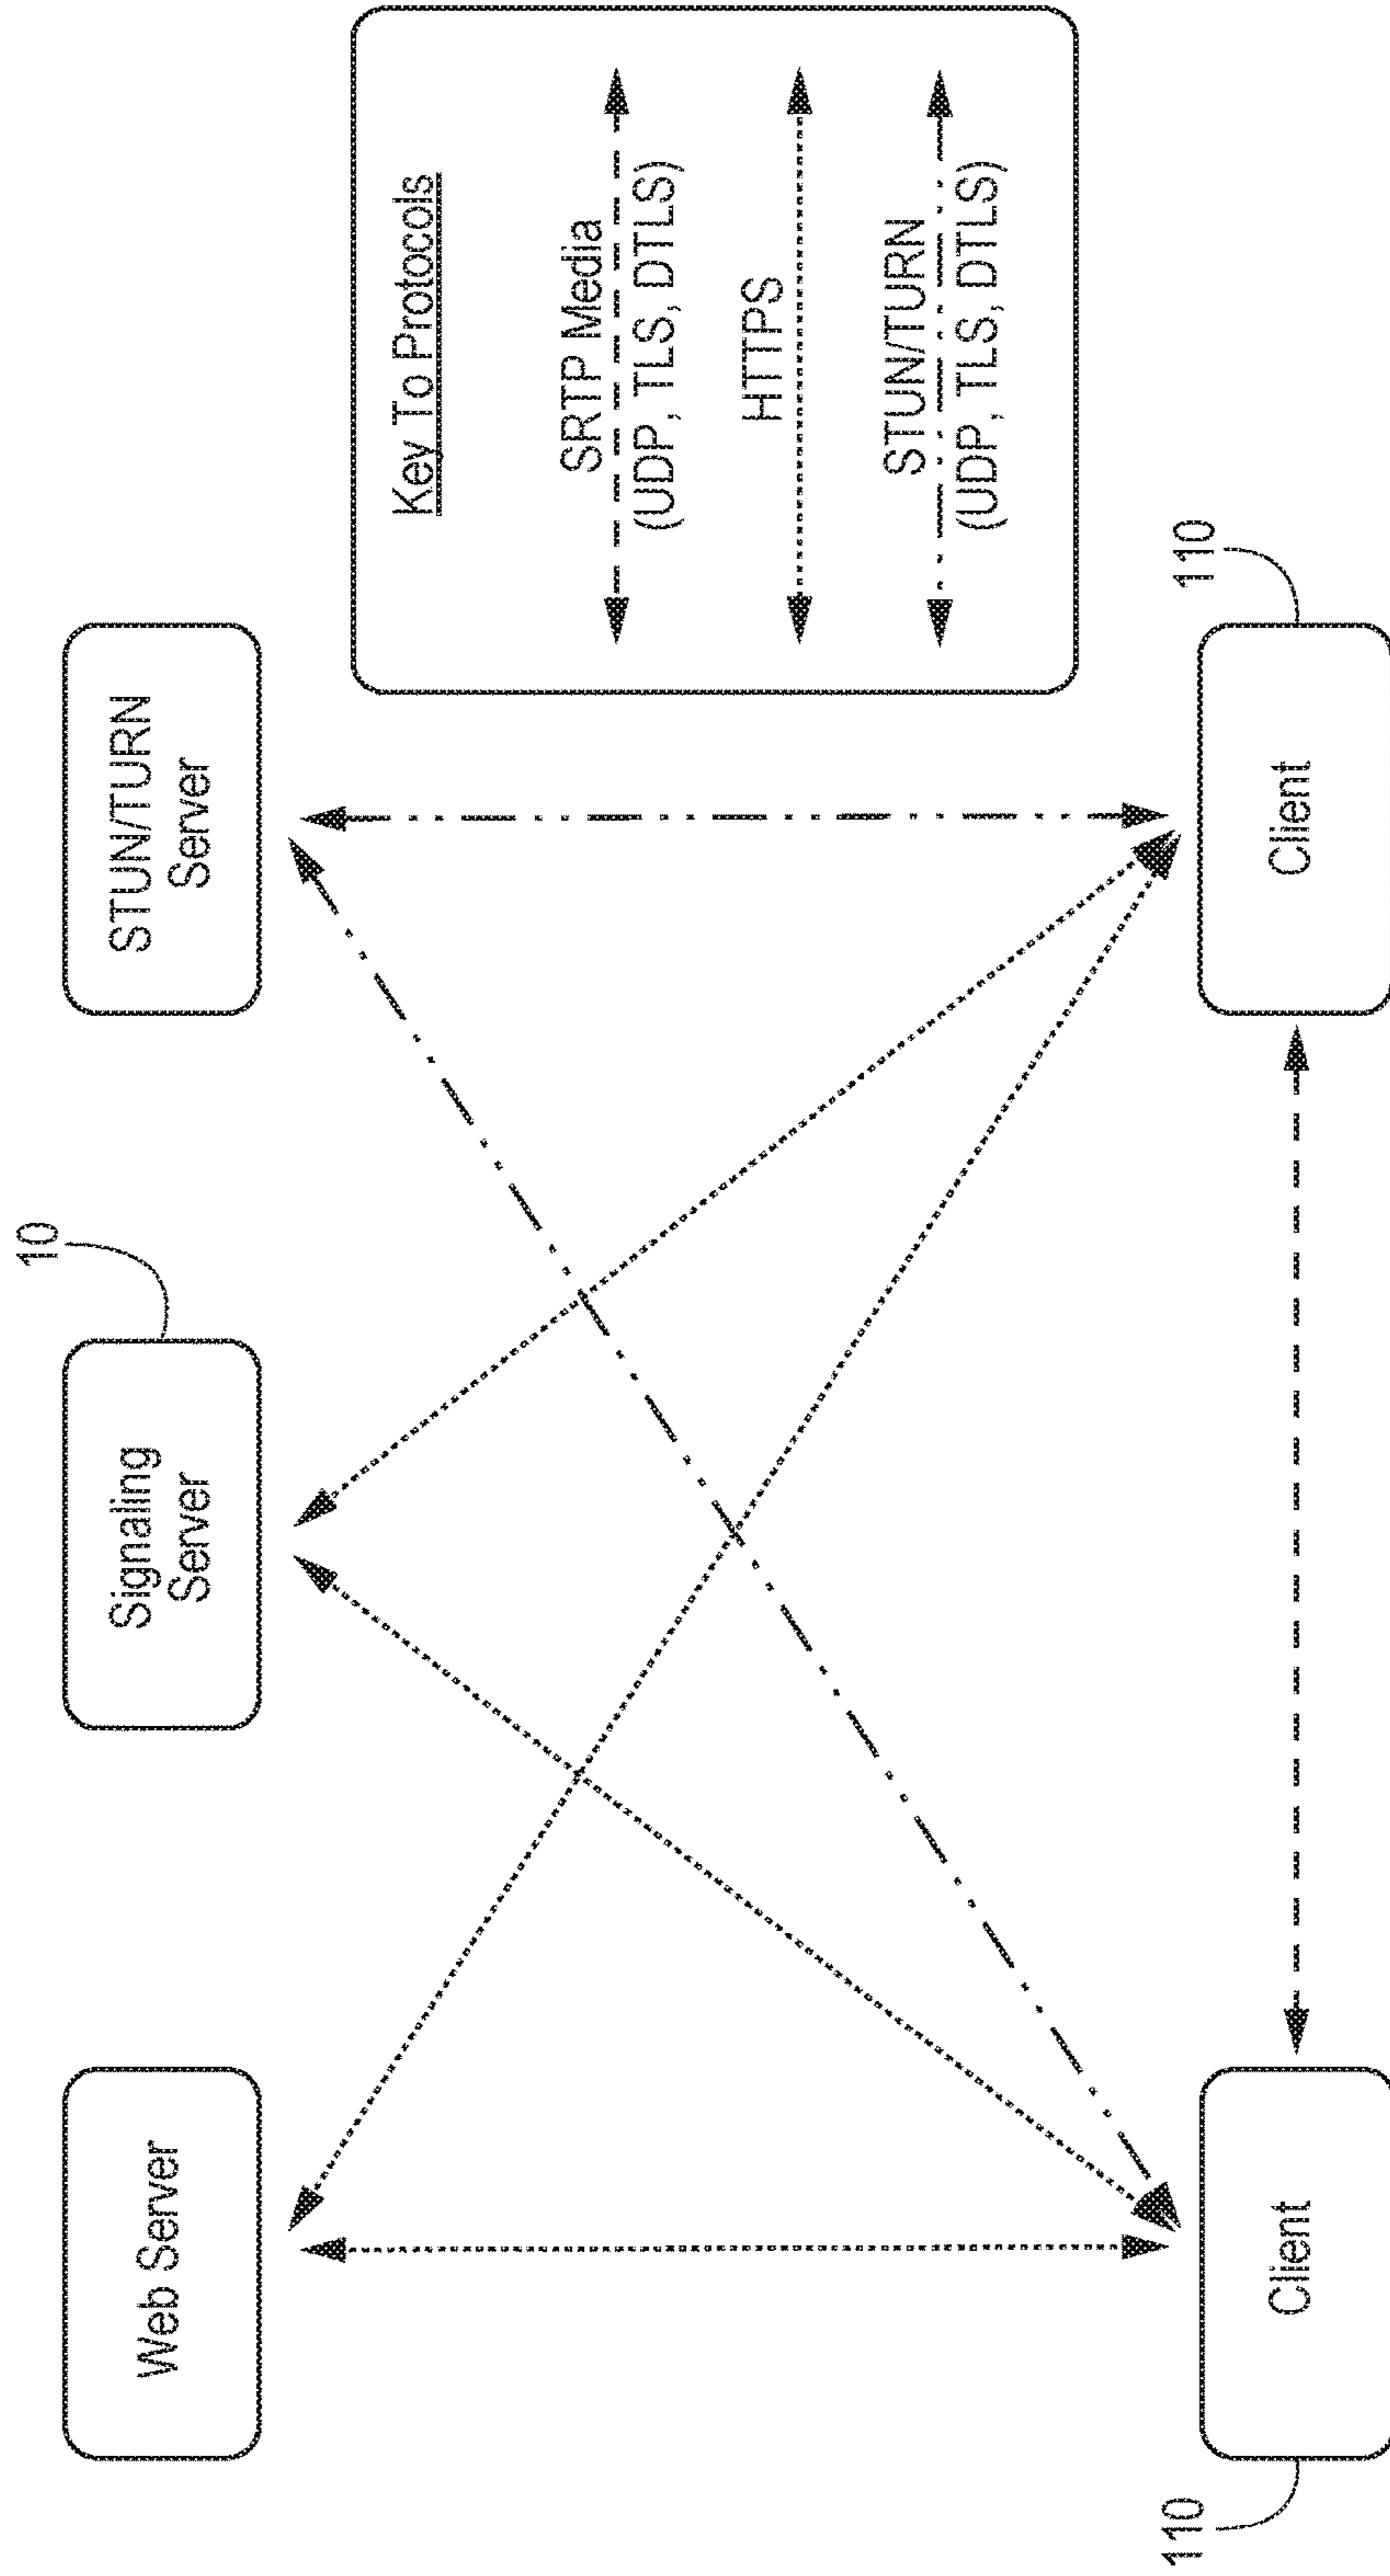 Web Server
10
Signaling
Server
STUN/TURN
Server
Key To Protocols
SRTP Media
(UDP, TLS, DTLS)
HTTPS
STUN/TURN
(UDP, TLS, DTLS)
110
Client
110
Client